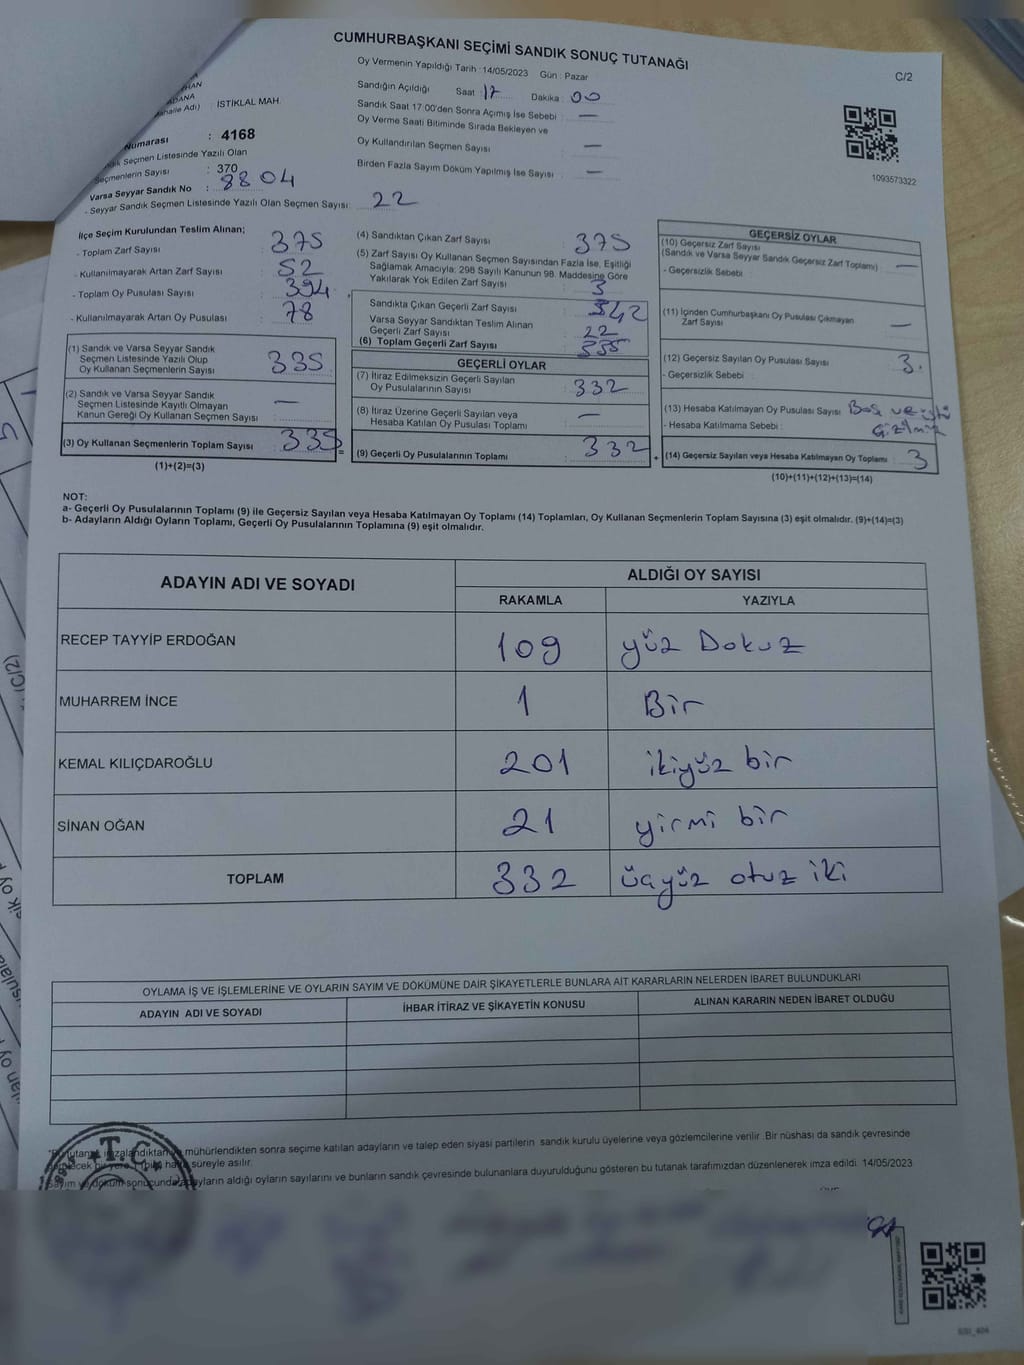 CUMHURBAŞKANI SEÇİMİ SANDIK SONUÇ TUTANAĞI
C/2
Oy Vermenin Yapıldığı Tarih : 14/05/2023 Gün : Pazar
Sandığın Açıldığı Saat : 17 Dakika : 00
Sandık Saat 17:00'den Sonra Açımış İse Sebebi : —
Oy Verme Saati Bitiminde Sırada Bekleyen ve
Oy Kullandırılan Seçmen Sayısı —
Birden Fazla Sayım Döküm Yapılmış İse Sayısı : —
HAN
ADANA
Mahalle Adı) İSTİKLAL MAH.
Numarası : 4168
Seçmen Listesinde Yazılı Olan
Seçmenlerin Sayısı : 370
Varsa Seyyar Sandık No : 8804
- Seyyar Sandık Seçmen Listesinde Yazılı Olan Seçmen Sayısı: 22
1093573322
İlçe Seçim Kurulundan Teslim Alınan;
- Toplam Zarf Sayısı : 375
- Kullanılmayarak Artan Zarf Sayısı : 52
- Toplam Oy Pusulası Sayısı : 394
- Kullanılmayarak Artan Oy Pusulası : 78
(1) Sandık ve Varsa Seyyar Sandık
Seçmen Listesinde Yazılı Olup
Oy Kullanan Seçmenlerin Sayısı : 335
(2) Sandık ve Varsa Seyyar Sandık
Seçmen Listesinde Kayıtlı Olmayan
Kanun Gereği Oy Kullanan Seçmen Sayısı : —
(3) Oy Kullanan Seçmenlerin Toplam Sayısı : 335
(1)+(2)=(3)
(4) Sandıktan Çıkan Zarf Sayısı : 375
(5) Zarf Sayısı Oy Kullanan Seçmen Sayısından Fazla İse, Eşitliği
Sağlamak Amacıyla; 298 Sayılı Kanunun 98. Maddesine Göre
Yakılarak Yok Edilen Zarf Sayısı : 3
Sandıkta Çıkan Geçerli Zarf Sayısı : 342
Varsa Seyyar Sandıktan Teslim Alınan
Geçerli Zarf Sayısı : 22
(6) Toplam Geçerli Zarf Sayısı : 335
GEÇERLİ OYLAR
(7) İtiraz Edilmeksizin Geçerli Sayılan
Oy Pusulalarının Sayısı : 332
(8) İtiraz Üzerine Geçerli Sayılan veya
Hesaba Katılan Oy Pusulası Toplamı : —
(9) Geçerli Oy Pusulalarının Toplamı : 332
GEÇERSİZ OYLAR
(10) Geçersiz Zarf Sayısı
(Sandık ve Varsa Seyyar Sandık Geçersiz Zarf Toplamı) —
- Geçersizlik Sebebi :
(11) İçinden Cumhurbaşkanı Oy Pusulası Çıkmayan
Zarf Sayısı : —
(12) Geçersiz Sayılan Oy Pusulası Sayısı : 3.
- Geçersizlik Sebebi :
(13) Hesaba Katılmayan Oy Pusulası Sayısı : Boş ve
- Hesaba Katılmama Sebebi :
(14) Geçersiz Sayılan veya Hesaba Katılmayan Oy Toplamı : 3
(10)+(11)+(12)+(13)=(14)
NOT:
a- Geçerli Oy Pusulalarının Toplamı (9) ile Geçersiz Sayılan veya Hesaba Katılmayan Oy Toplamı (14) Toplamları, Oy Kullanan Seçmenlerin Toplam Sayısına (3) eşit olmalıdır. (9)+(14)=(3)
b- Adayların Aldığı Oyların Toplamı, Geçerli Oy Pusulalarının Toplamına (9) eşit olmalıdır.
ADAYIN ADI VE SOYADI ALDIĞI OY SAYISI
RAKAMLA YAZIYLA
RECEP TAYYİP ERDOĞAN 109 yüz Dokuz
MUHARREM İNCE 1 Bir
KEMAL KILIÇDAROĞLU 201 ikiyüz bir
SİNAN OĞAN 21 yirmi bir
TOPLAM 332 üçyüz otuz iki
OYLAMA İŞ VE İŞLEMLERİNE VE OYLARIN SAYIM VE DÖKÜMÜNE DAİR ŞİKAYETLERLE BUNLARA AİT KARARLARIN NELERDEN İBARET BULUNDUKLARI
ADAYIN ADI VE SOYADI İHBAR İTİRAZ VE ŞİKAYETİN KONUSU ALINAN KARARIN NEDEN İBARET OLDUĞU
mühürlendikten sonra seçime katılan adayların ve talep eden siyasi partilerin sandık kurulu üyelerine veya gözlemcilerine verilir .Bir nüshası da sandık çevresinde
süreyle asılır.
aldığı oyların sayılarını ve bunların sandık çevresinde bulunanlara duyurulduğunu gösteren bu tutanak tarafımızdan düzenlenerek imza edildi. 14/05/2023
T.C.